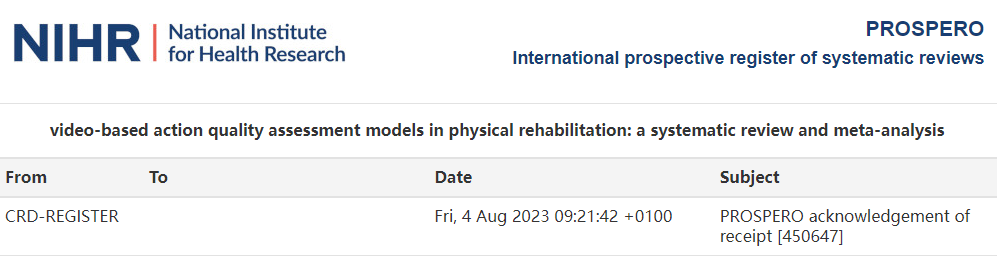 NIHR | National Institute
for Health Research
PROSPERO
International prospective register of systematic reviews
video-based action quality assessment models in physical rehabilitation: a systematic review and meta-analysis
From To Date Subject
CRD-REGISTER Fri, 4 Aug 2023 09:21:42 +0100 PROSPERO acknowledgement of
receipt [450647]